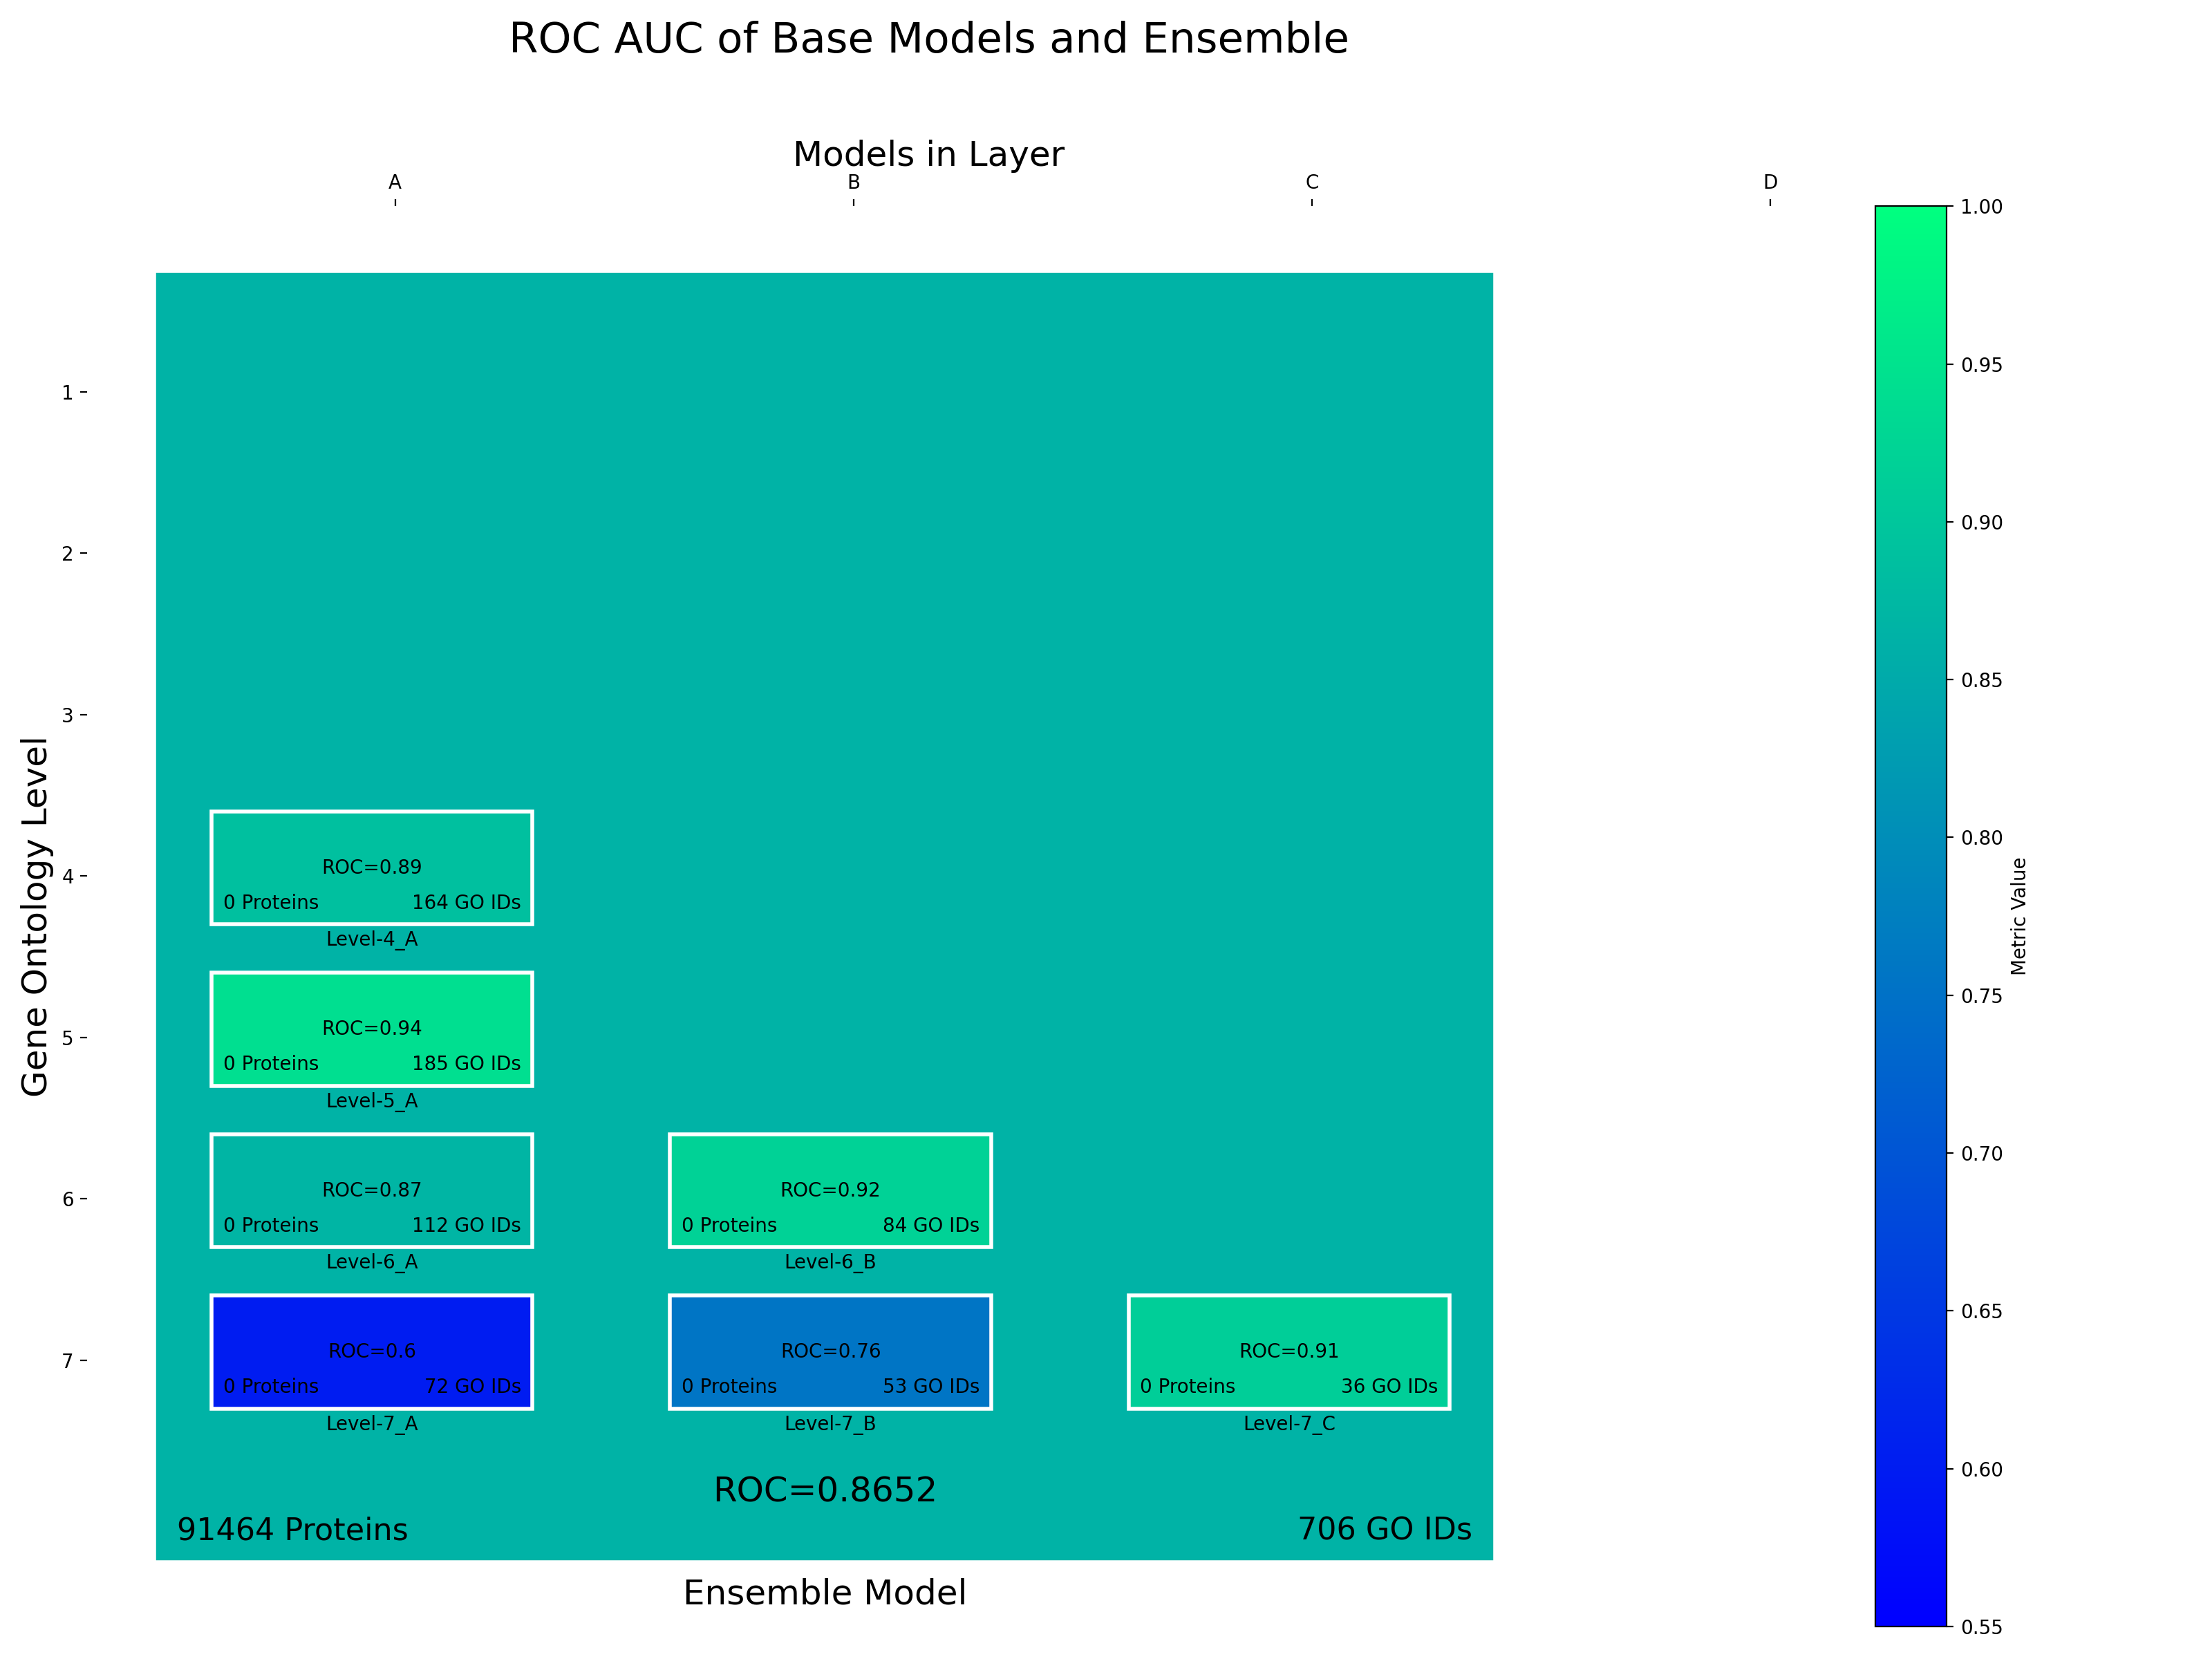 ROC AUC of Base Models and Ensemble
Models in Layer
A B C D
1.00
0.95
0.90
0.85
0.80
0.75
0.70
0.65
0.60
0.55
Metric Value
Gene Ontology Level
1
2
3
4
5
6
7
ROC=0.89
0 Proteins 164 GO IDs
Level-4_A
ROC=0.94
0 Proteins 185 GO IDs
Level-5_A
ROC=0.87
0 Proteins 112 GO IDs
Level-6_A
ROC=0.92
0 Proteins 84 GO IDs
Level-6_B
ROC=0.6
0 Proteins 72 GO IDs
Level-7_A
ROC=0.76
0 Proteins 53 GO IDs
Level-7_B
ROC=0.91
0 Proteins 36 GO IDs
Level-7_C
ROC=0.8652
91464 Proteins 706 GO IDs
Ensemble Model